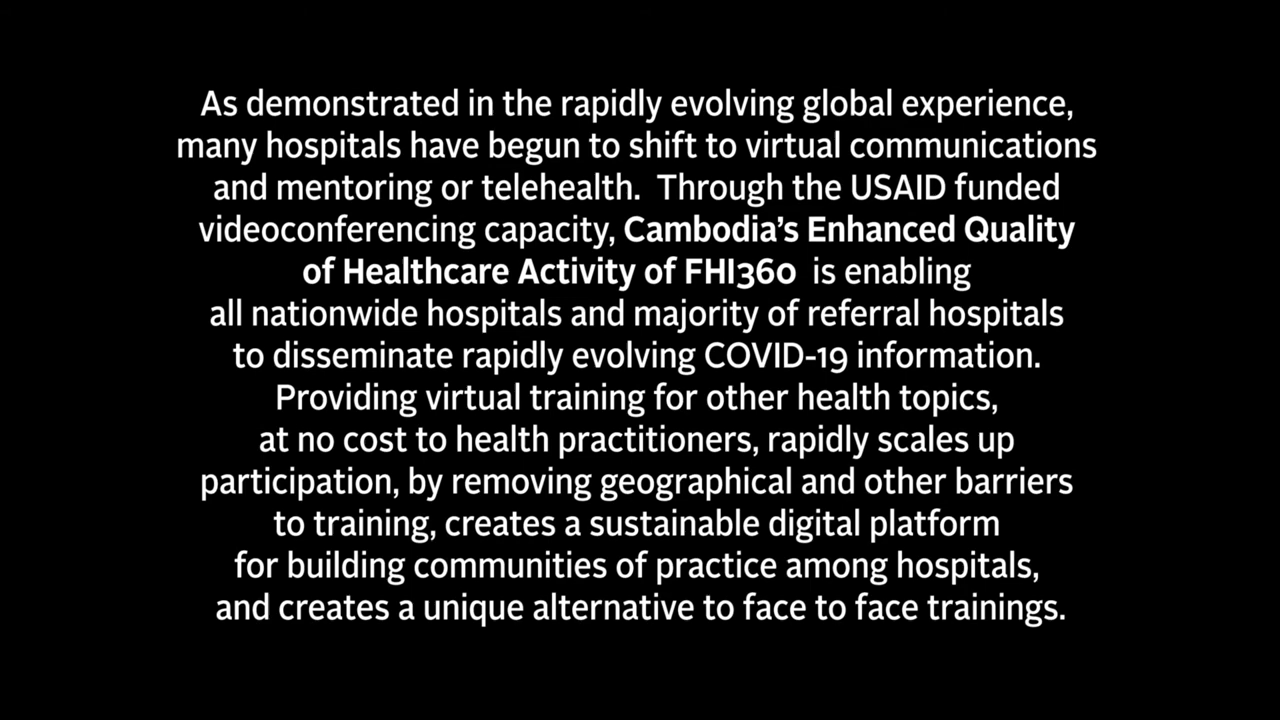 As demonstrated in the rapidly evolving global experience,
many hospitals have begun to shift to virtual communications
and mentoring or telehealth.  Through the USAID funded
videoconferencing capacity, Cambodia’s Enhanced Quality
of Healthcare Activity of FHI360  is enabling
all nationwide hospitals and majority of referral hospitals
to disseminate rapidly evolving COVID-19 information.
Providing virtual training for other health topics,
at no cost to health practitioners, rapidly scales up
participation, by removing geographical and other barriers
to training, creates a sustainable digital platform
for building communities of practice among hospitals,
and creates a unique alternative to face to face trainings.